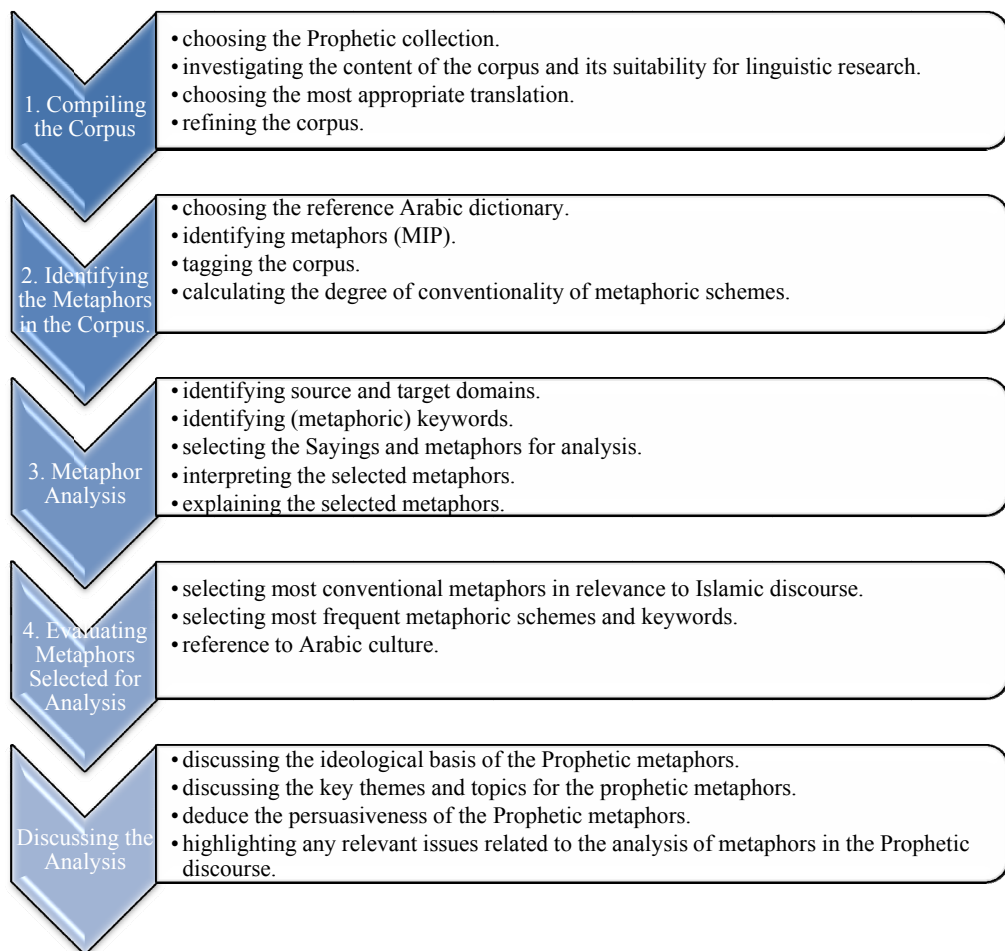 1. Compiling
the Corpus
• choosing the Prophetic collection.
• investigating the content of the corpus and its suitability for linguistic research.
• choosing the most appropriate translation.
• refining the corpus.
2. Identifying
the Metaphors
in the Corpus.
• choosing the reference Arabic dictionary.
• identifying metaphors (MIP).
• tagging the corpus.
• calculating the degree of conventionality of metaphoric schemes.
3. Metaphor
Analysis
• identifying source and target domains.
• identifying (metaphoric) keywords.
• selecting the Sayings and metaphors for analysis.
• interpreting the selected metaphors.
• explaining the selected metaphors.
4. Evaluating
Metaphors
Selected for
Analysis
• selecting most conventional metaphors in relevance to Islamic discourse.
• selecting most frequent metaphoric schemes and keywords.
• reference to Arabic culture.
Discussing the
Analysis
• discussing the ideological basis of the Prophetic metaphors.
• discussing the key themes and topics for the prophetic metaphors.
• deduce the persuasiveness of the Prophetic metaphors.
• highlighting any relevant issues related to the analysis of metaphors in the Prophetic
discourse.